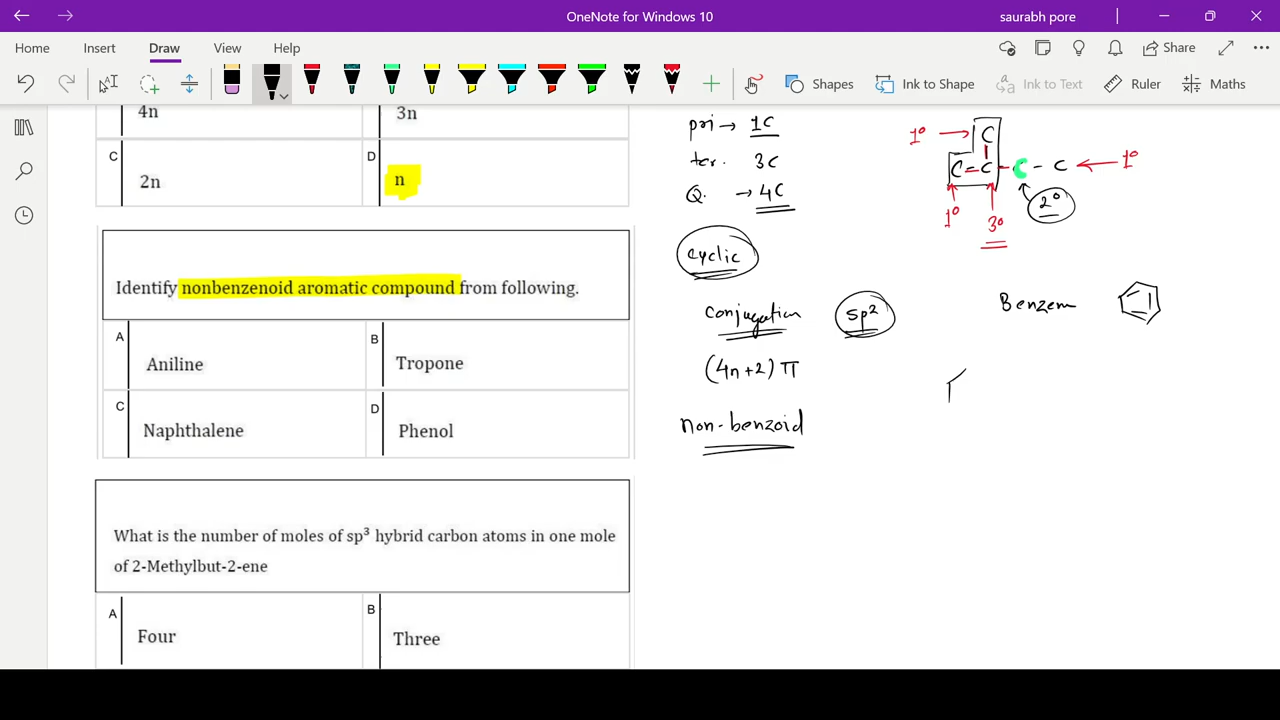 OneNote for Windows 10
saurabh pore
Home Insert Draw View Help
Share
Shapes Ink to Shape Ink to Text Ruler Maths
4n
3n
C
2n
D
n
Identify nonbenzenoid aromatic compound from following.
A
Aniline
B
Tropone
C
Naphthalene
D
Phenol
What is the number of moles of sp³ hybrid carbon atoms in one mole
of 2-Methylbut-2-ene
A
Four
B
Three
pri → 1C
ter. 3C
Q. → 4C
cyclic
conjugation sp²
(4n+2) π
non-benzoid
1° → C
C = C - C - C ← 1°
1° 3° 2°
Benzem